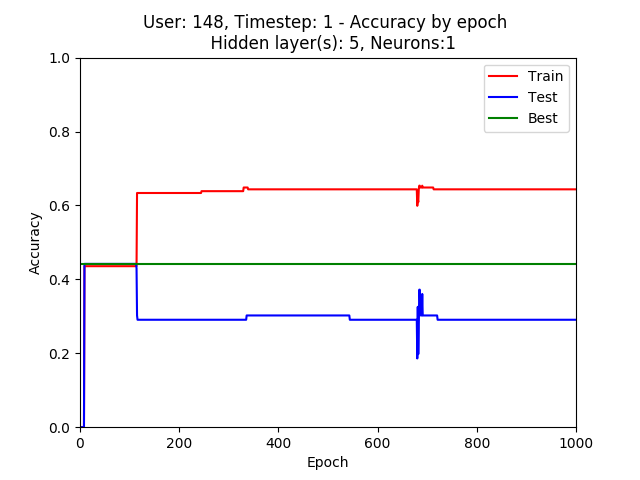 User: 148, Timestep: 1 - Accuracy by epoch
Hidden layer(s): 5, Neurons:1
Train
Test
Best
1.0
0.8
0.6
0.4
0.2
0.0
Accuracy
0 200 400 600 800 1000
Epoch